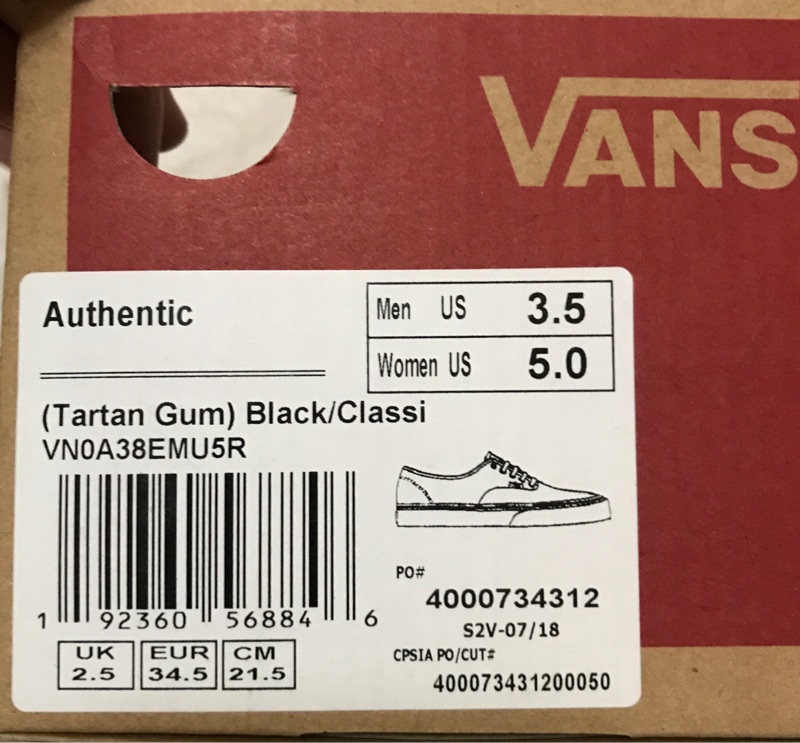 VANS
Authentic
Men US 3.5
Women US 5.0
(Tartan Gum) Black/Classi
VN0A38EMU5R
1 92360 56884 6
UK 2.5
EUR 34.5
CM 21.5
PO#
4000734312
S2V-07/18
CPSIA PO/CUT#
400073431200050